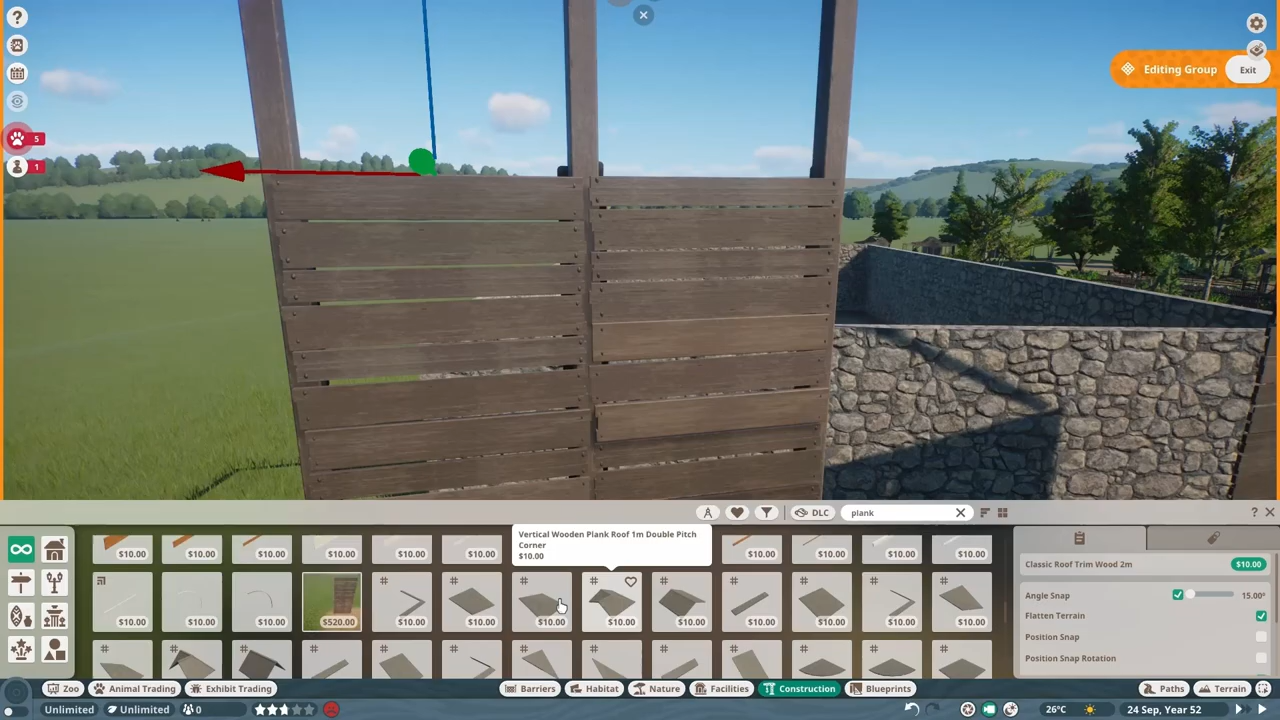 ?
Editing Group
Exit
5
1
DLC
plank
?
Vertical Wooden Plank Roof 1m Double Pitch
Corner
$10.00
$10.00 $10.00 $10.00 $10.00 $10.00 $10.00 $10.00 $10.00 $10.00 $10.00
$10.00 $10.00 $10.00 $520.00 $10.00 $10.00 $10.00 $10.00 $10.00 $10.00 $10.00 $10.00 $10.00
Classic Roof Trim Wood 2m
$10.00
Angle Snap
15.00°
Flatten Terrain
Position Snap
Position Snap Rotation
Zoo
Animal Trading
Exhibit Trading
Barriers
Habitat
Nature
Facilities
Construction
Blueprints
Paths
Terrain
Unlimited
Unlimited
0
26°C
24 Sep, Year 52